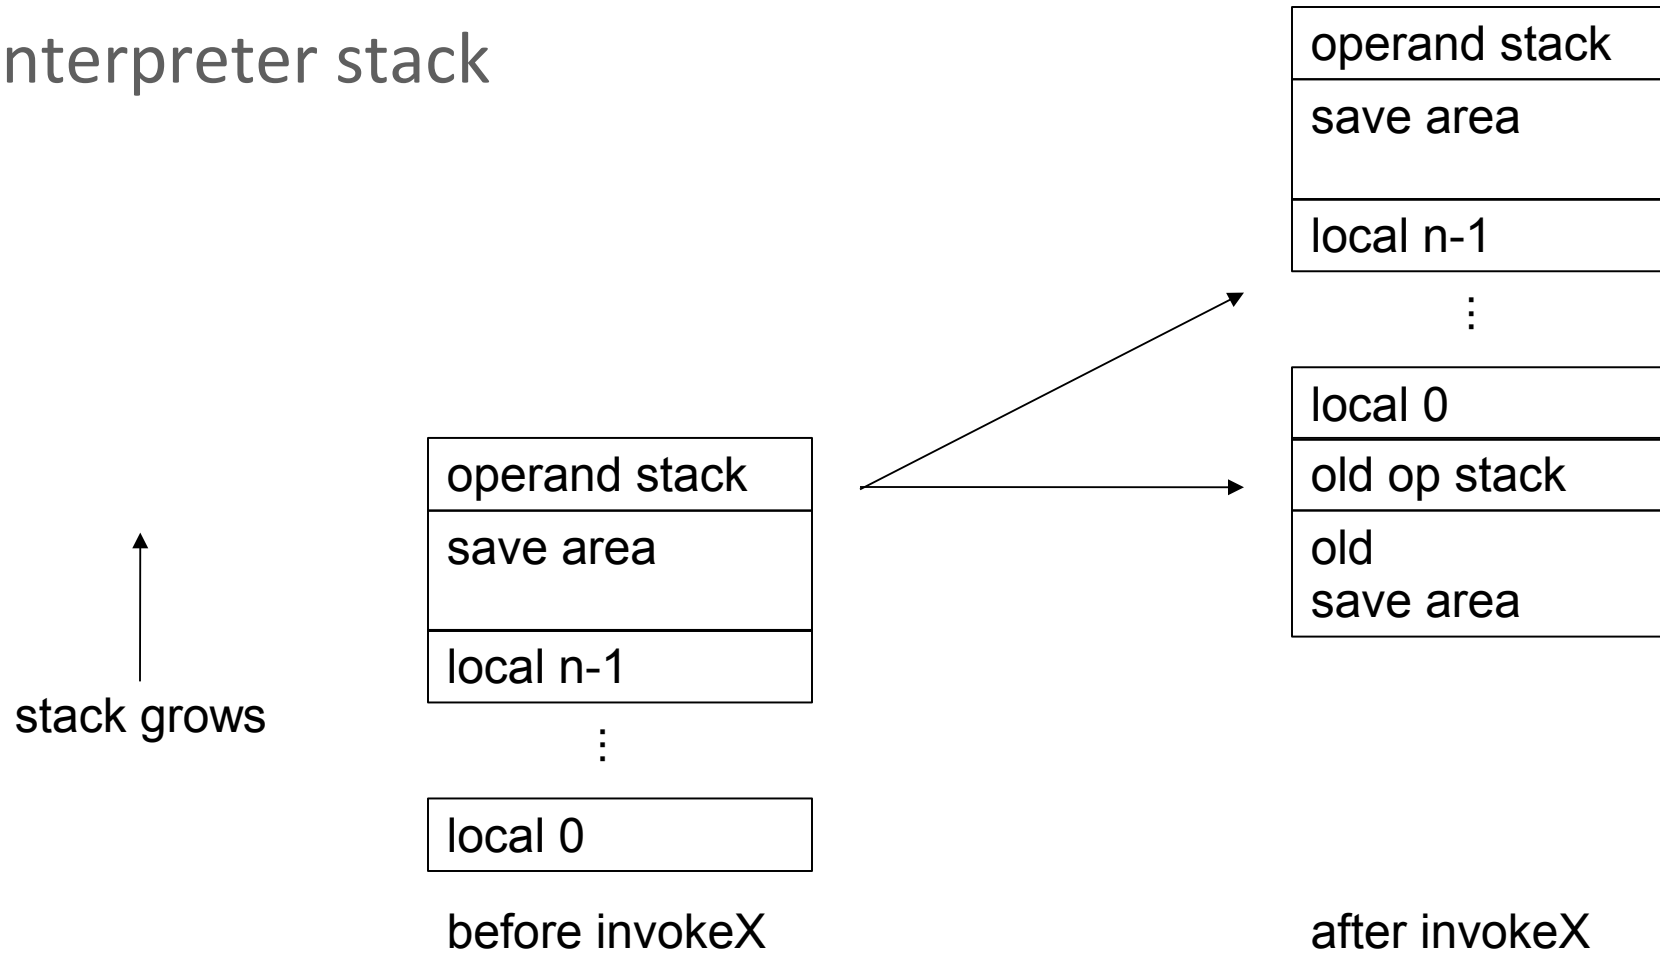 nterpreter stack
operand stack
save area
local n-1
⋮
local 0
before invokeX
stack grows
operand stack
save area
local n-1
⋮
local 0
old op stack
old
save area
after invokeX